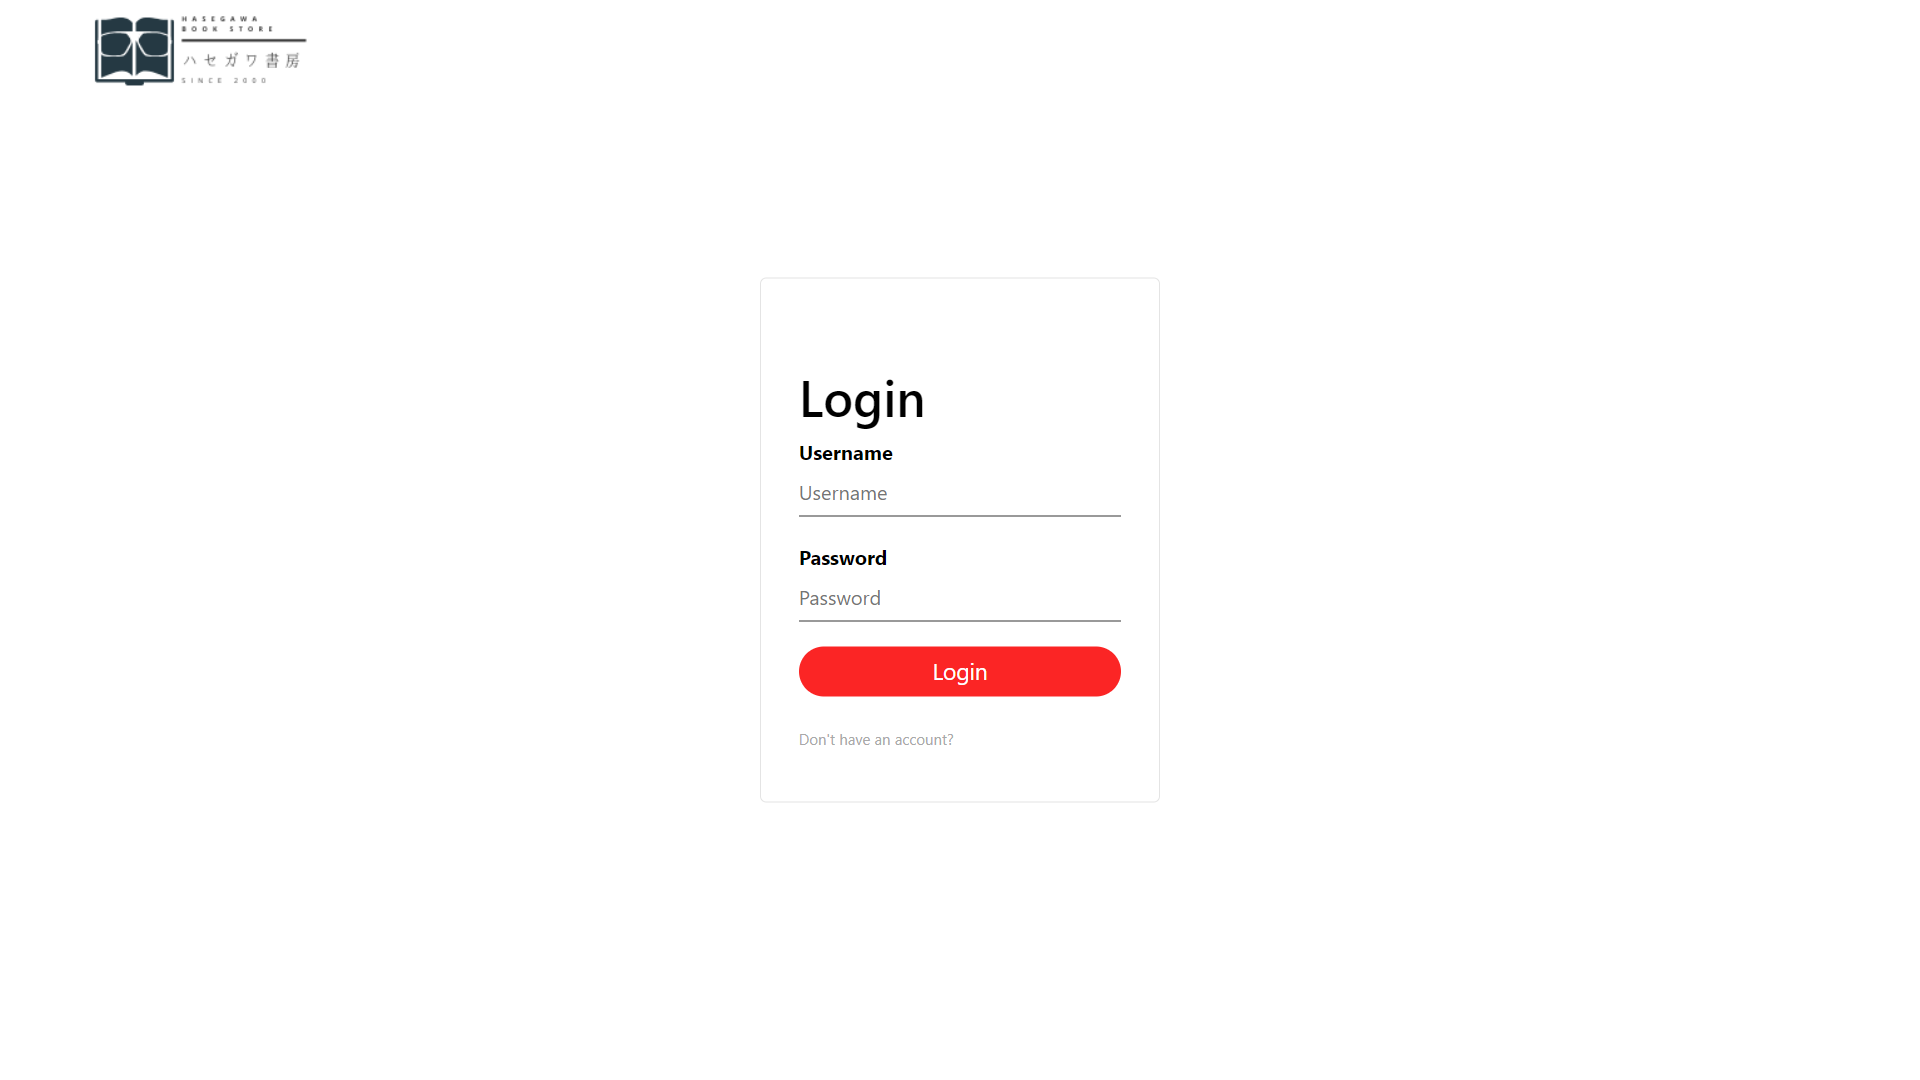 HASEGAWA
BOOK STORE
ハセガワ書房
SINCE 2000
Login
Username
Username
Password
Password
Login
Don't have an account?